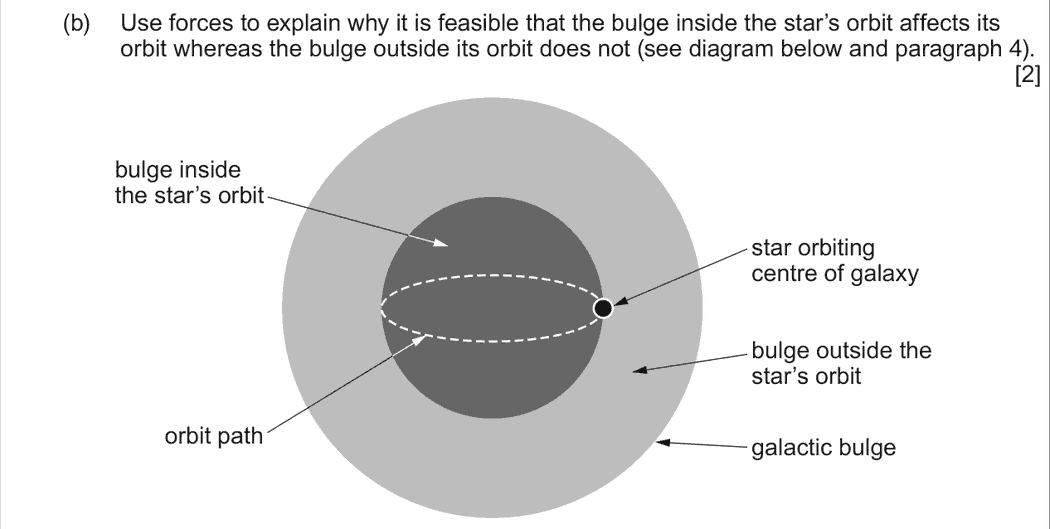 (b) Use forces to explain why it is feasible that the bulge inside the star’s orbit affects its
orbit whereas the bulge outside its orbit does not (see diagram below and paragraph 4).
[2]
bulge inside
the star’s orbit
star orbiting
centre of galaxy
bulge outside the
star’s orbit
orbit path
galactic bulge